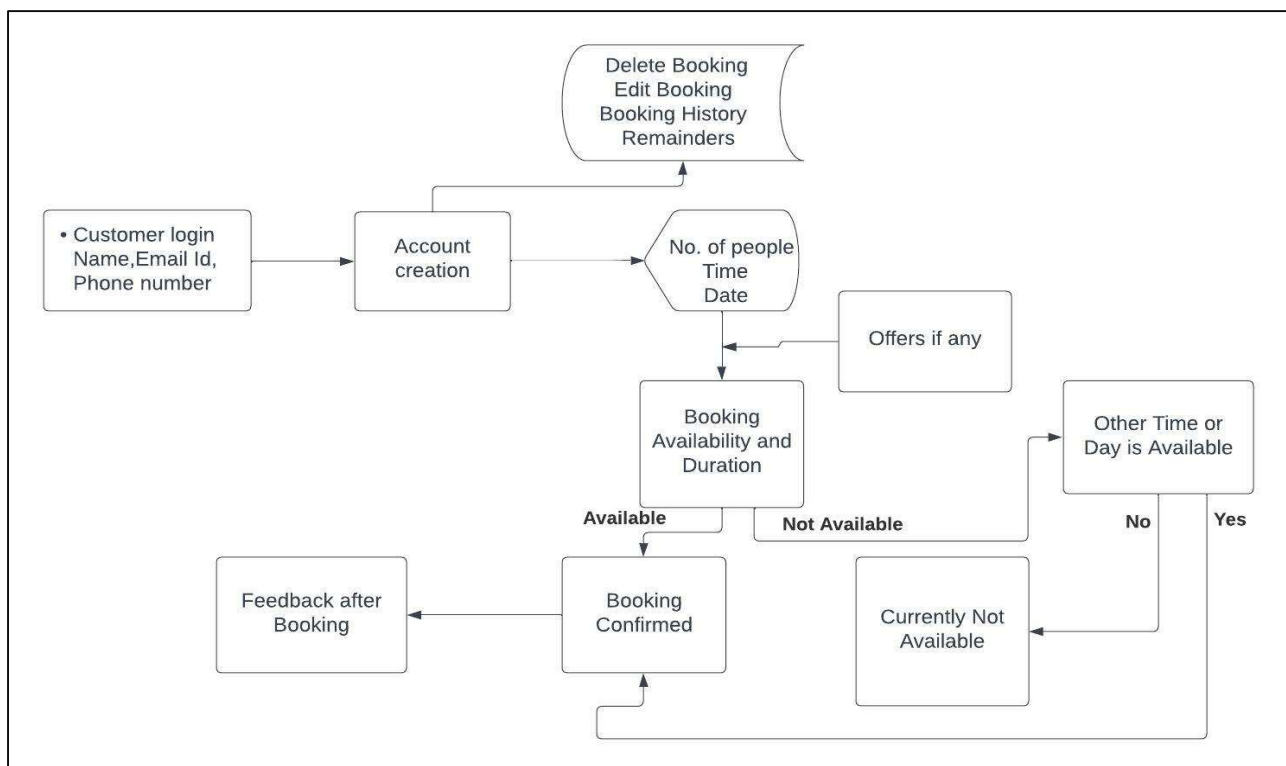 Delete Booking
Edit Booking
Booking History
Remainders
• Customer login
Name,Email Id,
Phone number
Account
creation
No. of people
Time
Date
Offers if any
Booking
Availability and
Duration
Other Time or
Day is Available
Available
Not Available
No
Yes
Feedback after
Booking
Booking
Confirmed
Currently Not
Available